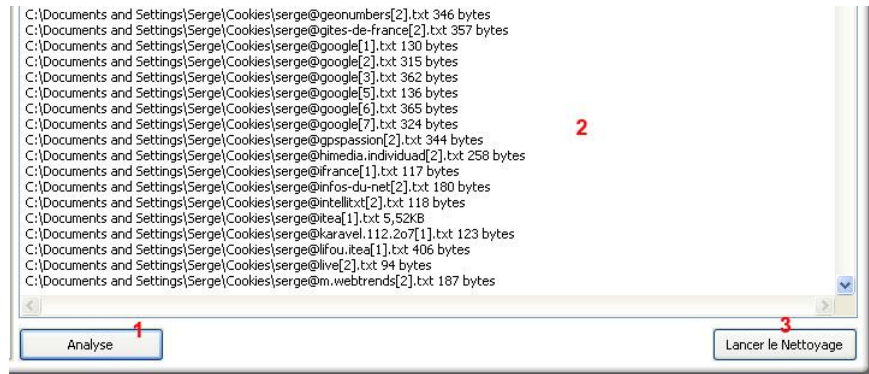 C:\Documents and Settings\Serge\Cookies\serge@geonumbers[2].txt 346 bytes
C:\Documents and Settings\Serge\Cookies\serge@gites-de-france[2].txt 357 bytes
C:\Documents and Settings\Serge\Cookies\serge@google[1].txt 130 bytes
C:\Documents and Settings\Serge\Cookies\serge@google[2].txt 315 bytes
C:\Documents and Settings\Serge\Cookies\serge@google[3].txt 362 bytes
C:\Documents and Settings\Serge\Cookies\serge@google[5].txt 136 bytes
C:\Documents and Settings\Serge\Cookies\serge@google[6].txt 365 bytes
C:\Documents and Settings\Serge\Cookies\serge@google[7].txt 324 bytes
2
C:\Documents and Settings\Serge\Cookies\serge@gpspassion[2].txt 344 bytes
C:\Documents and Settings\Serge\Cookies\serge@himedia.individuad[2].txt 258 bytes
C:\Documents and Settings\Serge\Cookies\serge@ifrance[1].txt 117 bytes
C:\Documents and Settings\Serge\Cookies\serge@infos-du-net[2].txt 180 bytes
C:\Documents and Settings\Serge\Cookies\serge@intellitxt[2].txt 118 bytes
C:\Documents and Settings\Serge\Cookies\serge@itea[1].txt 5,52KB
C:\Documents and Settings\Serge\Cookies\serge@karavel.112.2o7[1].txt 123 bytes
C:\Documents and Settings\Serge\Cookies\serge@lifou.itea[1].txt 406 bytes
C:\Documents and Settings\Serge\Cookies\serge@live[2].txt 94 bytes
C:\Documents and Settings\Serge\Cookies\serge@m.webtrends[2].txt 187 bytes
1
Analyse
3
Lancer le Nettoyage